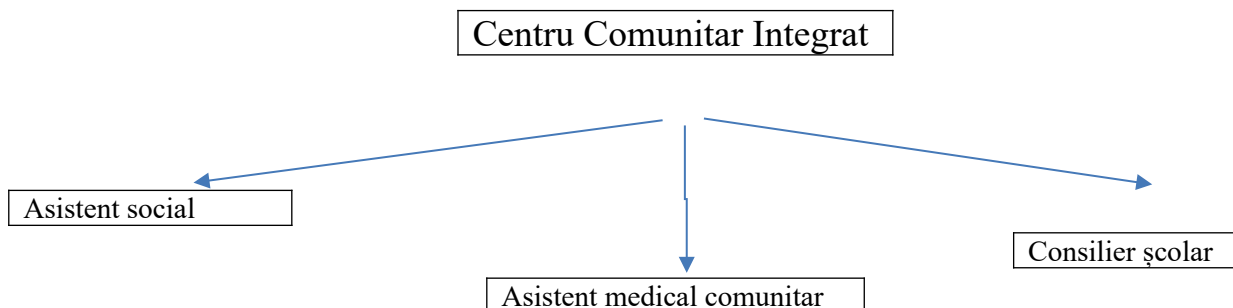 Centru Comunitar Integrat
Asistent social
Consilier școlar
Asistent medical comunitar